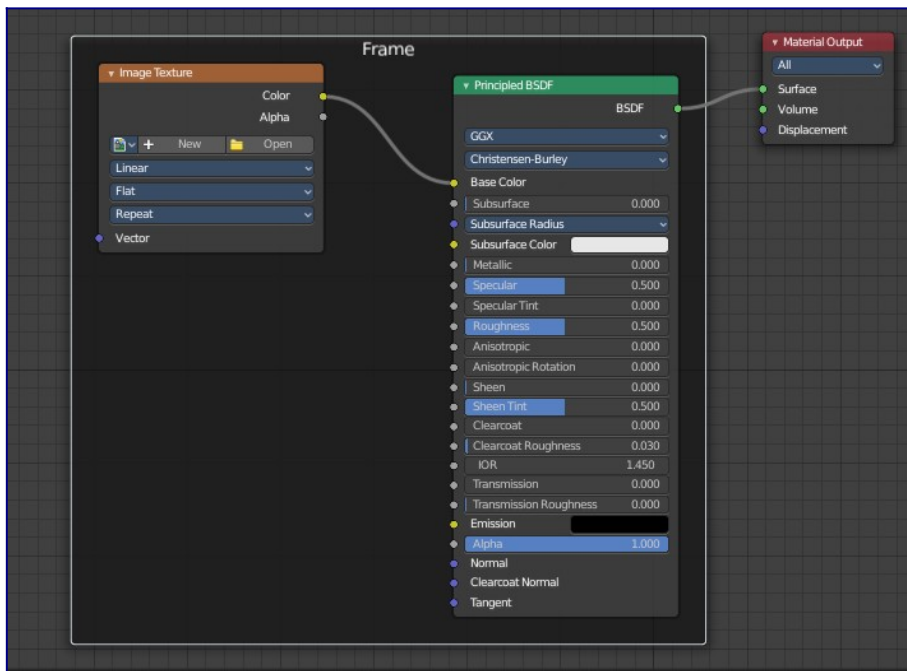 Frame
Image Texture
Color
Alpha
New Open
Linear
Flat
Repeat
Vector
Principled BSDF
BSDF
GGX
Christensen-Burley
Base Color
Subsurface 0.000
Subsurface Radius
Subsurface Color
Metallic 0.000
Specular 0.500
Specular Tint 0.000
Roughness 0.500
Anisotropic 0.000
Anisotropic Rotation 0.000
Sheen 0.000
Sheen Tint 0.500
Clearcoat 0.000
Clearcoat Roughness 0.030
IOR 1.450
Transmission 0.000
Transmission Roughness 0.000
Emission
Alpha 1.000
Normal
Clearcoat Normal
Tangent
Material Output
All
Surface
Volume
Displacement